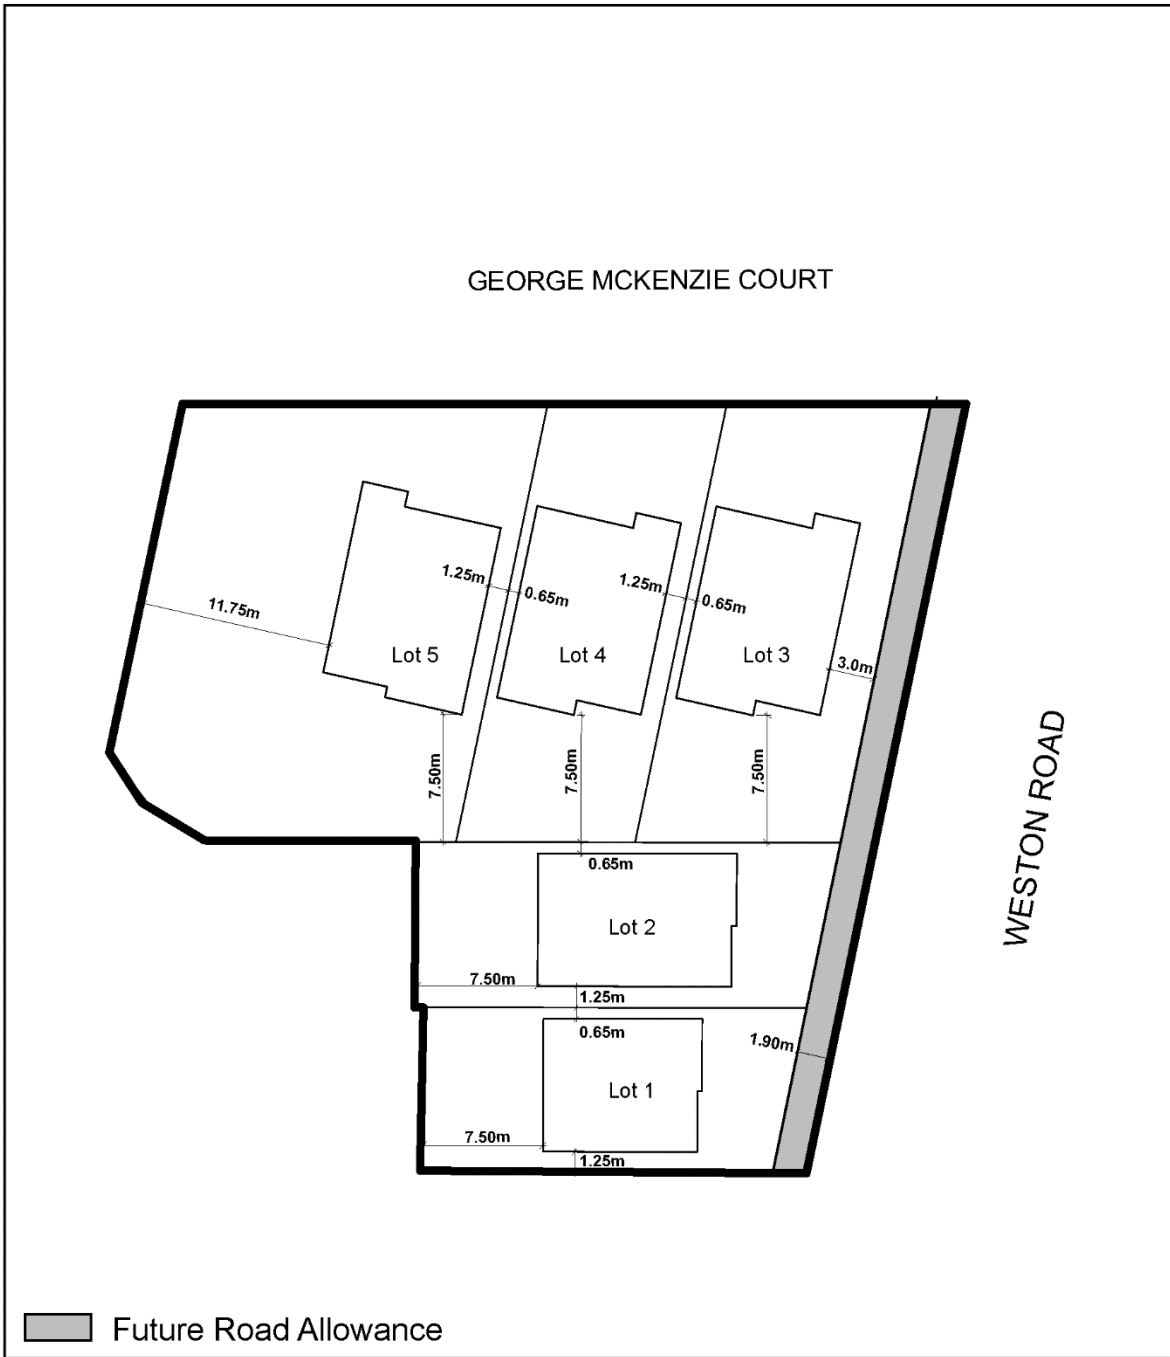 GEORGE MCKENZIE COURT
1.25m
0.65m
1.25m
0.65m
11.75m
Lot 5
Lot 4
Lot 3
3.0m
7.50m
7.50m
7.50m
WESTON ROAD
0.65m
Lot 2
7.50m
1.25m
0.65m
1.90m
Lot 1
7.50m
1.25m
Future Road Allowance